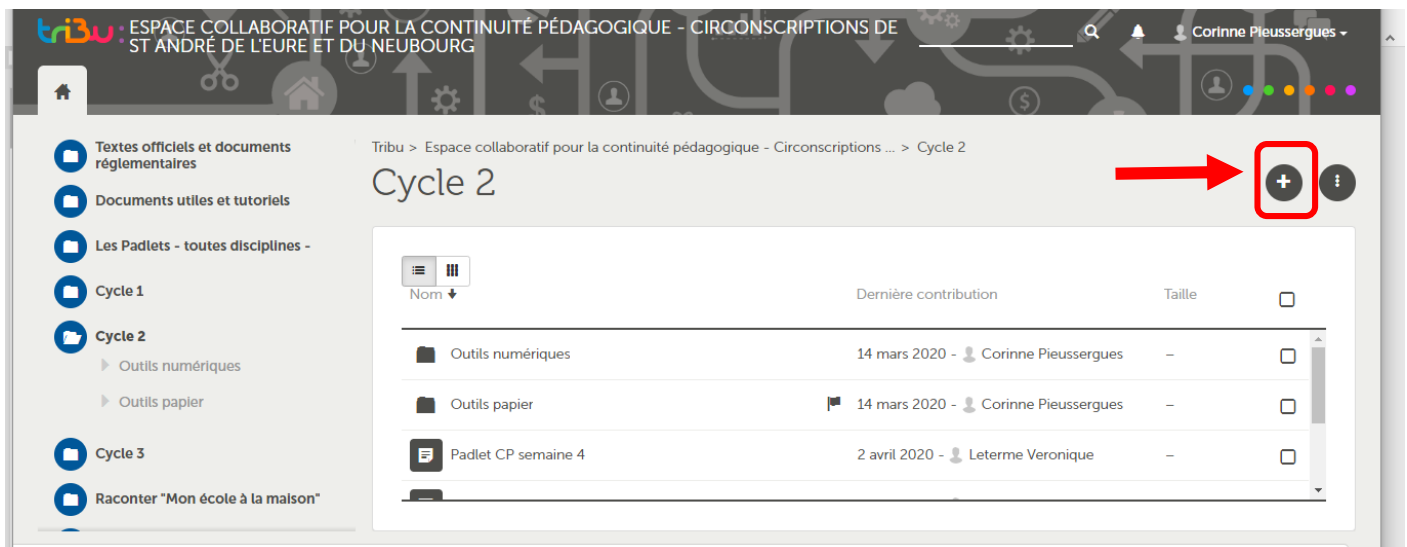 triBu : ESPACE COLLABORATIF POUR LA CONTINUITÉ PÉDAGOGIQUE - CIRCONSCRIPTIONS DE
ST ANDRÉ DE L'EURE ET DU NEUBOURG
Corinne Pieussergues
Textes officiels et documents
réglementaires
Documents utiles et tutoriels
Les Padlets - toutes disciplines -
Cycle 1
Cycle 2
Outils numériques
Outils papier
Cycle 3
Raconter "Mon école à la maison"
Tribu > Espace collaboratif pour la continuité pédagogique - Circonscriptions ... > Cycle 2
Cycle 2
Nom Dernière contribution Taille
Outils numériques 14 mars 2020 - Corinne Pieussergues –
Outils papier 14 mars 2020 - Corinne Pieussergues –
Padlet CP semaine 4 2 avril 2020 - Leterme Veronique –